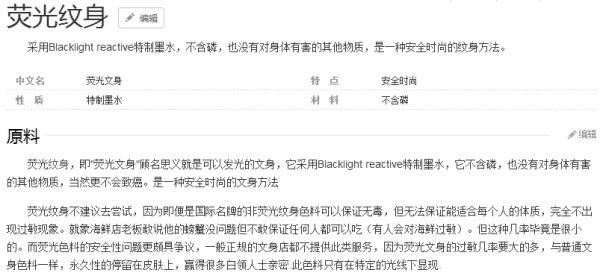 荧光纹身 编辑
采用Blacklight reactive特制墨水，不含磷，也没有对身体有害的其他物质，是一种安全时尚的纹身方法。
中文名 荧光文身 特 点 安全时尚
性 质 特制墨水 材 料 不含磷
原料 编辑
荧光纹身，即"荧光文身"顾名思义就是可以发光的文身，它采用Blacklight reactive特制墨水，它不含磷，也没有对身体有害
的其他物质，当然更不会致癌。是一种安全时尚的文身方法
荧光纹身不建议去尝试，因为即便是国际名牌的非荧光纹身色料可以保证无毒，但无法保证能适合每个人的体质，完全不出
现过敏现象。就象海鲜店老板敢说他的螃蟹没问题但不敢保证任何人都可以吃（有人会对海鲜过敏）。但这种几率毕竟是很小
的。而荧光色料的安全性问题更颇具争议，一般正规的文身店都不提供此类服务，因为荧光文身的过敏几率要大的多，与普通文
身色料一样，永久性的停留在皮肤上，赢得很多白领人士亲密.此色料只有在特定的光线下显现.